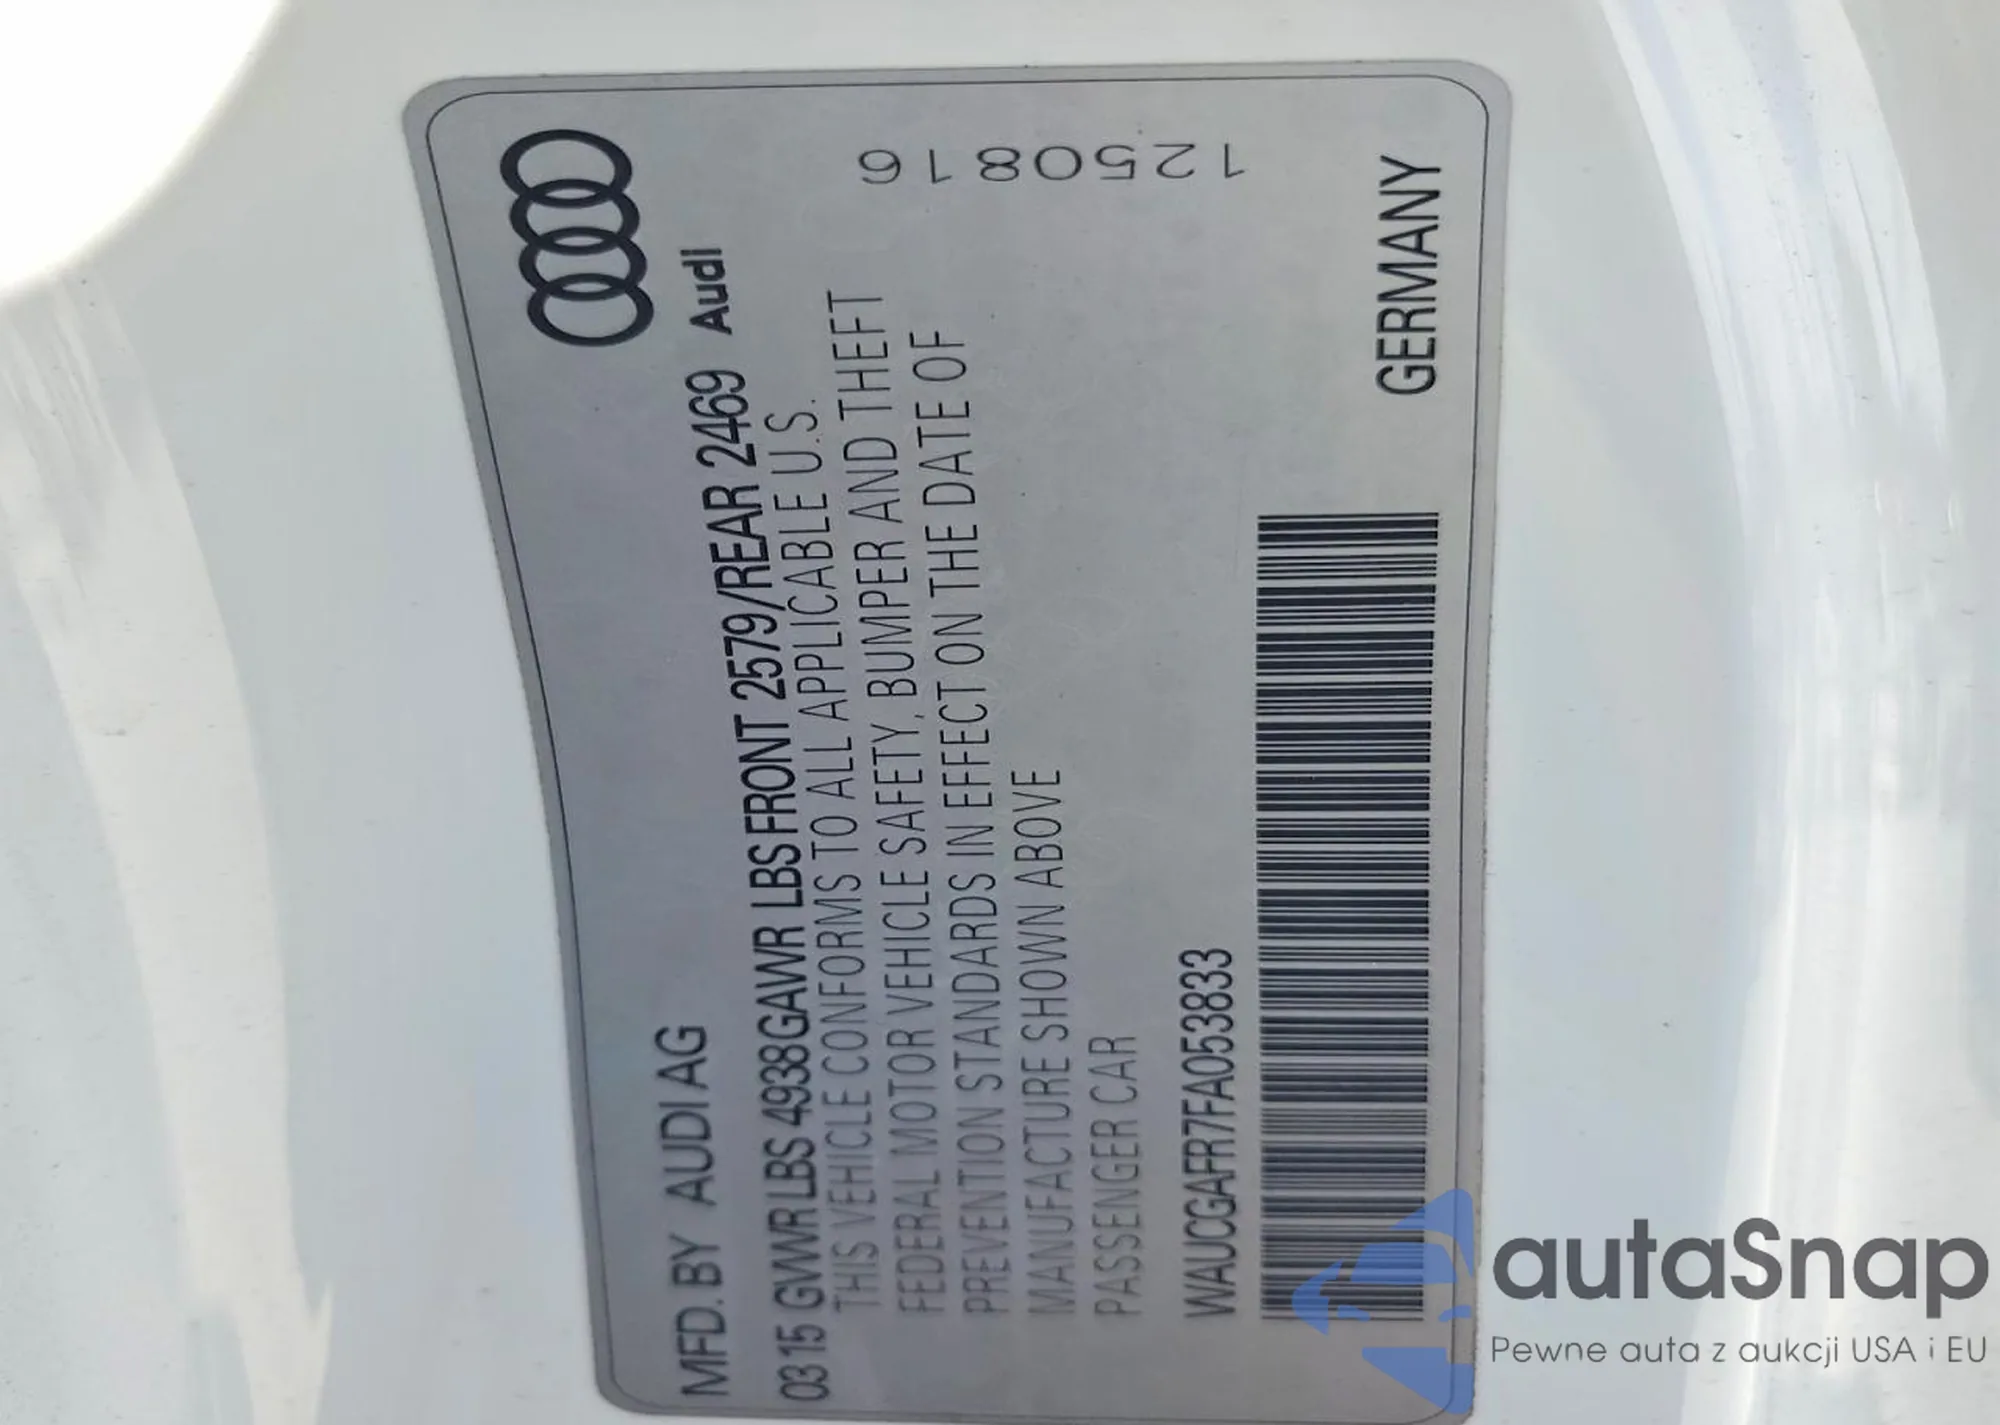 MFD. BY AUDI AG
03 15 GVWR LBS 4938 GAWR LBS FRONT 2579/REAR 2469 Audi
THIS VEHICLE CONFORMS TO ALL APPLICABLE U.S.
FEDERAL MOTOR VEHICLE SAFETY, BUMPER AND THEFT
PREVENTION STANDARDS IN EFFECT ON THE DATE OF
MANUFACTURE SHOWN ABOVE
PASSENGER CAR
1250816
WAUCGAFR7FA053833
GERMANY
autaSnap
Pewne auta z aukcji USA i EU